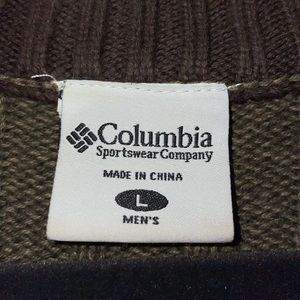 Columbia
Sportswear Company
MADE IN CHINA
L
MEN'S